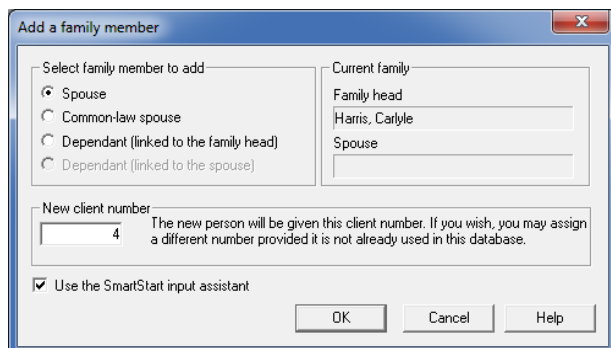 Add a family member
Select family member to add
Spouse
Common-law spouse
Dependant (linked to the family head)
Dependant (linked to the spouse)
Current family
Family head
Harris, Carlyle
Spouse
New client number
4
The new person will be given this client number. If you wish, you may assign
a different number provided it is not already used in this database.
Use the SmartStart input assistant
OK
Cancel
Help